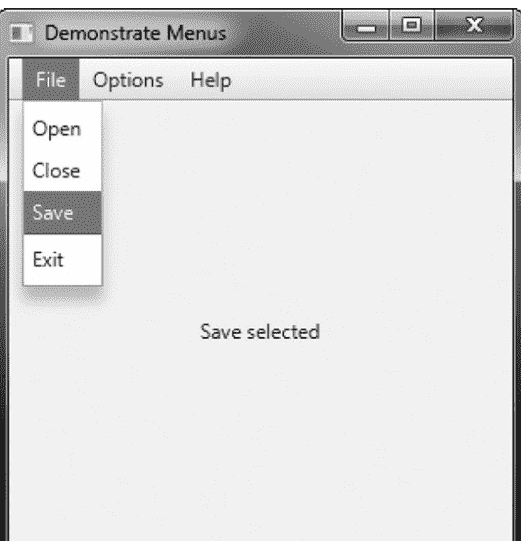 Demonstrate Menus
File Options Help
Open
Close
Save
Exit
Save selected